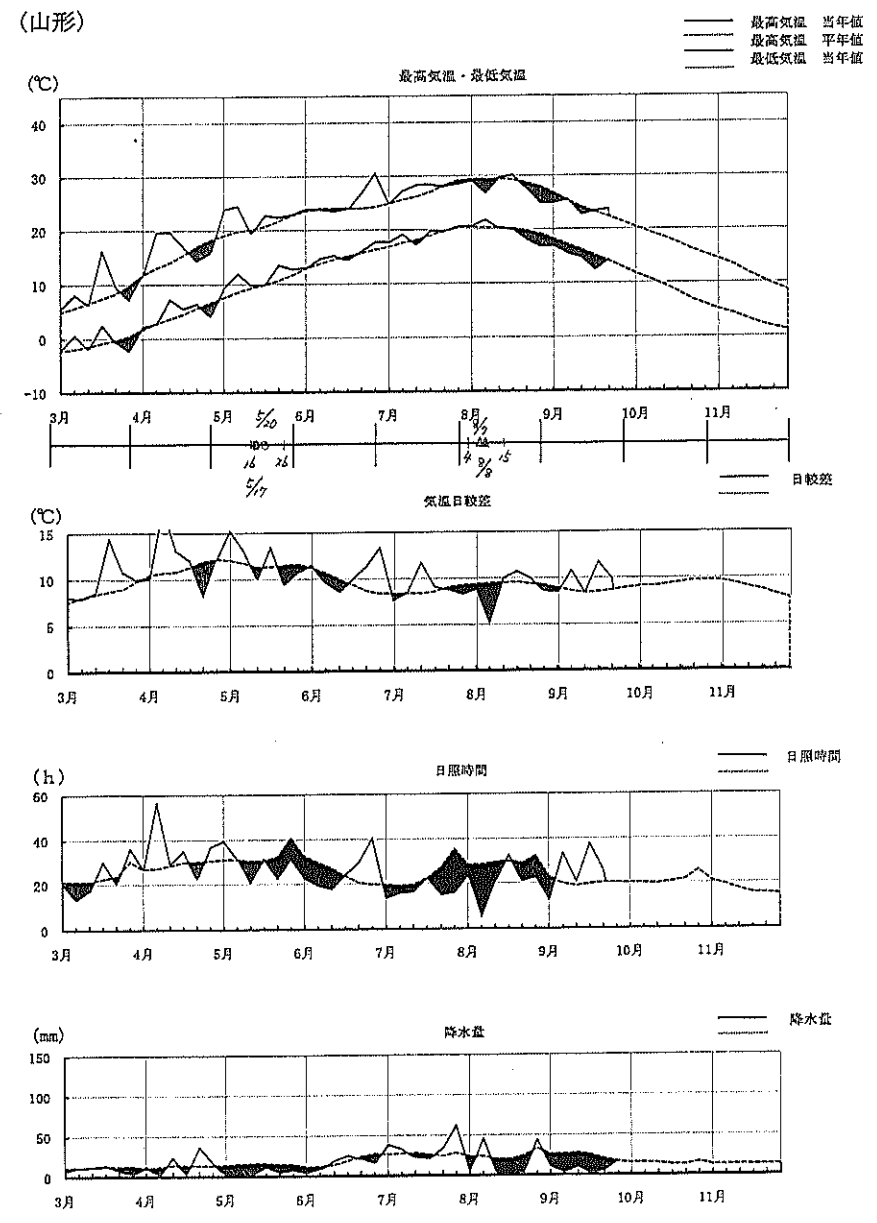 (山形)
最高気温 当年値
最高気温 平年値
最低気温 当年値
最高気温・最低気温
(℃)
40
30
20
10
0
-10
3月 4月 5月 6月 7月 8月 9月 10月 11月
5/20 8/7
16 26 4 15
5/17 8/8
日較差
気温日較差
(℃)
15
10
5
0
3月 4月 5月 6月 7月 8月 9月 10月 11月
日照時間
日照時間
(h)
60
40
20
0
3月 4月 5月 6月 7月 8月 9月 10月 11月
降水量
降水量
(mm)
150
100
50
0
3月 4月 5月 6月 7月 8月 9月 10月 11月